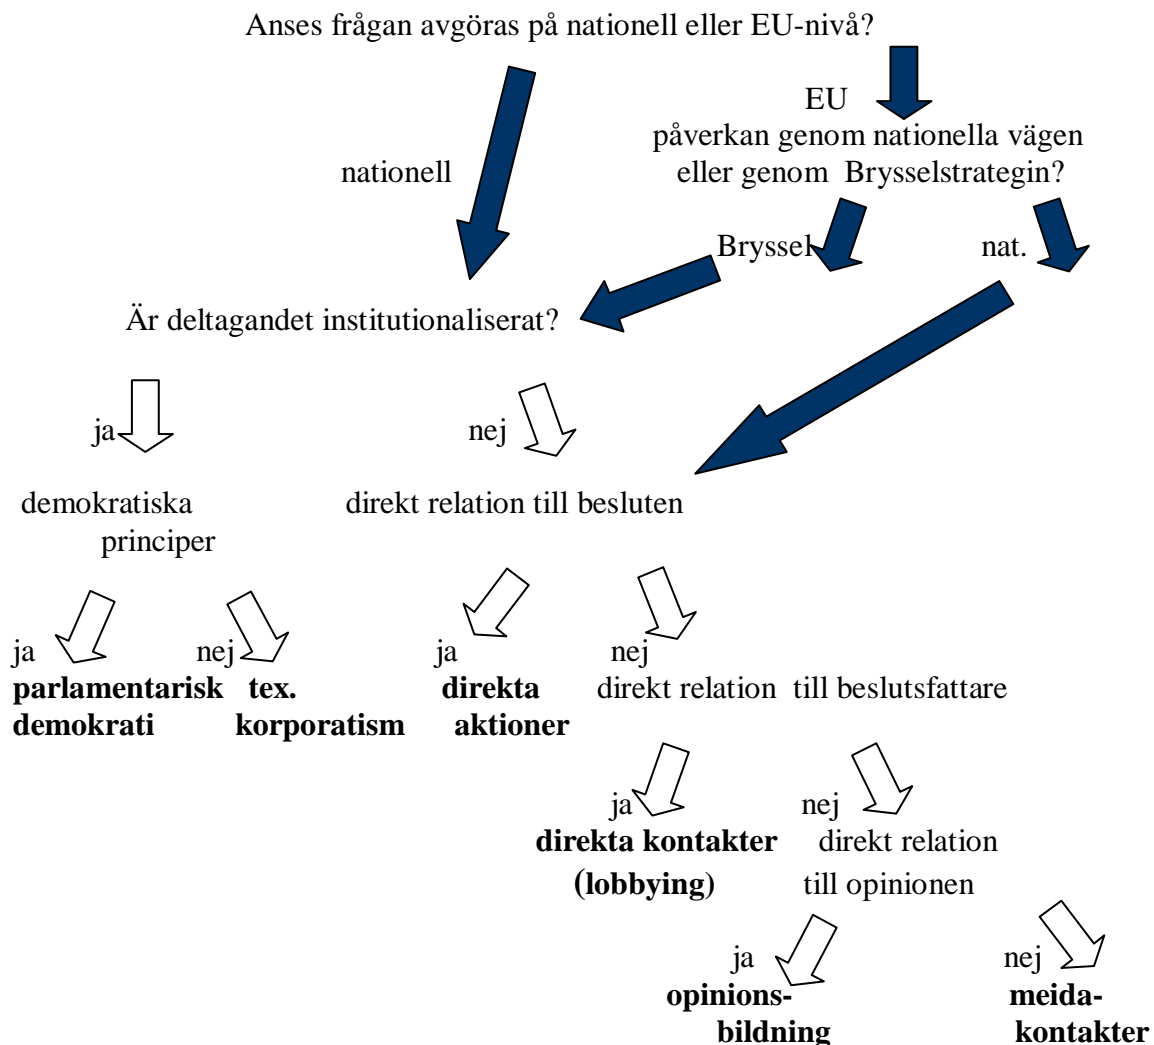 Anses frågan avgöras på nationell eller EU-nivå?
EU
påverkan genom nationella vägen
eller genom Brysselstrategin?
nationell
Bryssel
nat.
Är deltagandet institutionaliserat?
ja
nej
demokratiska
principer
direkt relation till besluten
ja
nej
ja
nej
parlamentarisk
demokrati
tex.
korporatism
direkta
aktioner
direkt relation till beslutsfattare
ja
nej
direkta kontakter
(lobbying)
direkt relation
till opinionen
ja
nej
opinions-
bildning
meida-
kontakter